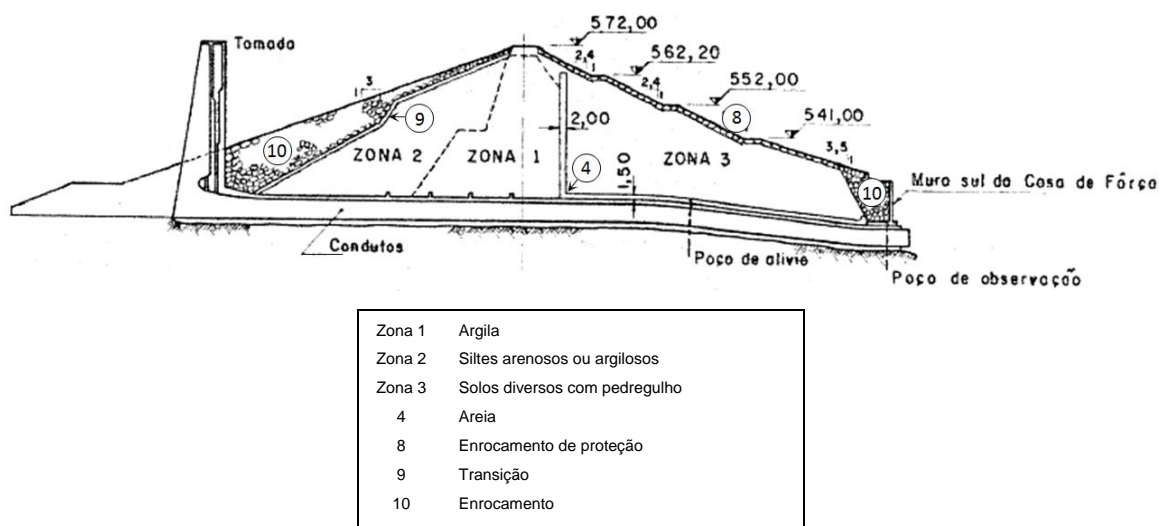 572,00
Tomada
2,4
1
562,20
3
1
2,4
1
552,00
8
541,00
9
2,00
3,5
1
10
ZONA 2
ZONA 1
4
ZONA 3
1,50
10
Muro sul da Casa de Fôrça
Condutos
Poço de alivio
Poço de observação
Zona 1 Argila
Zona 2 Siltes arenosos ou argilosos
Zona 3 Solos diversos com pedregulho
4 Areia
8 Enrocamento de proteção
9 Transição
10 Enrocamento